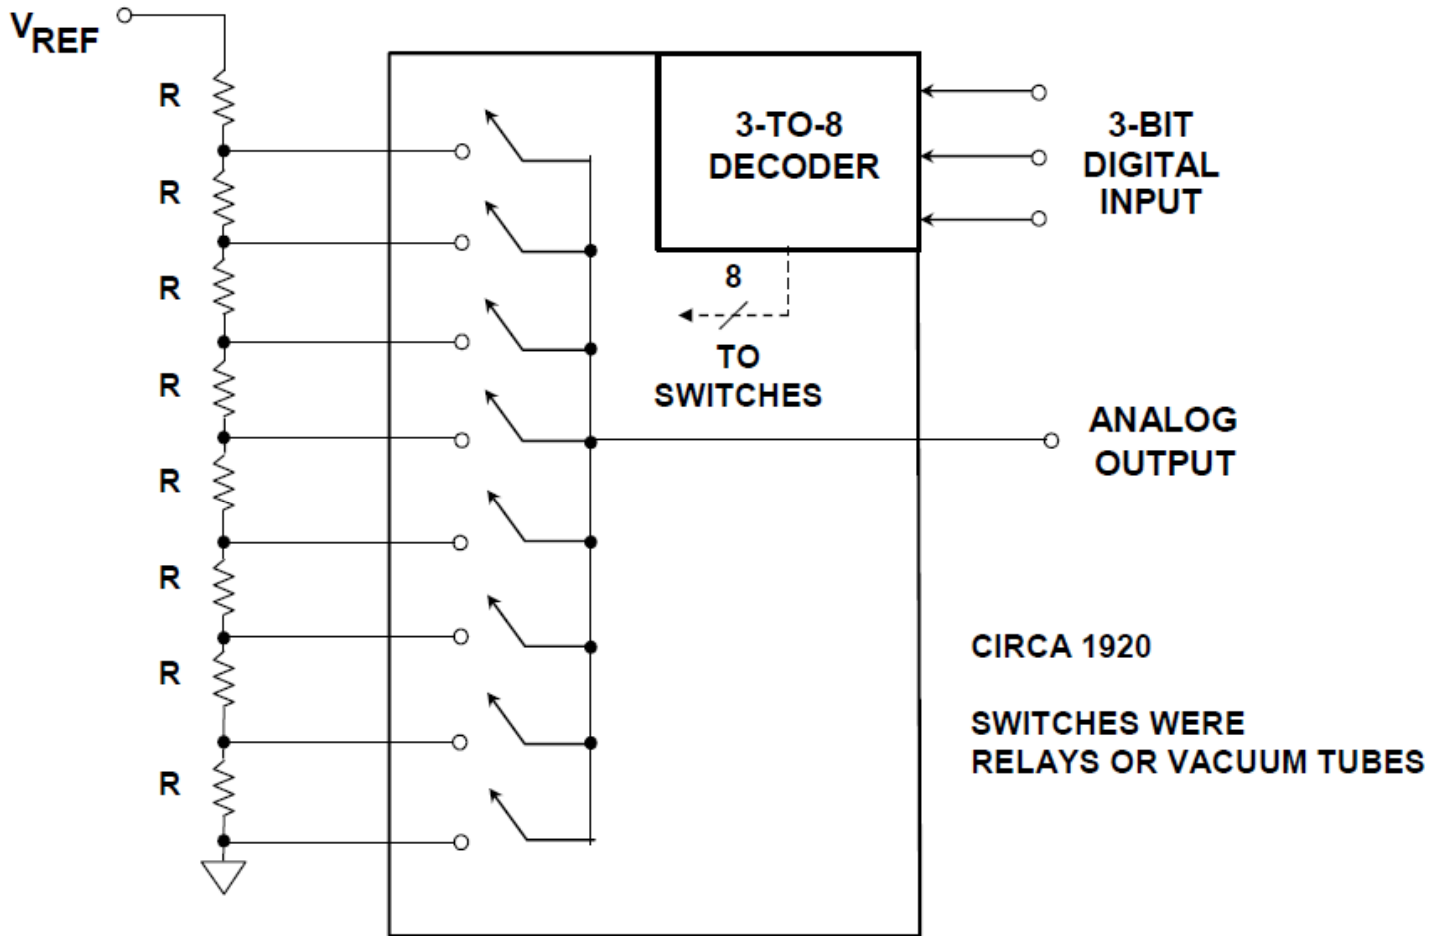 VREF
R
R
R
R
R
R
R
R
3-TO-8
DECODER
8
TO
SWITCHES
3-BIT
DIGITAL
INPUT
ANALOG
OUTPUT
CIRCA 1920
SWITCHES WERE
RELAYS OR VACUUM TUBES